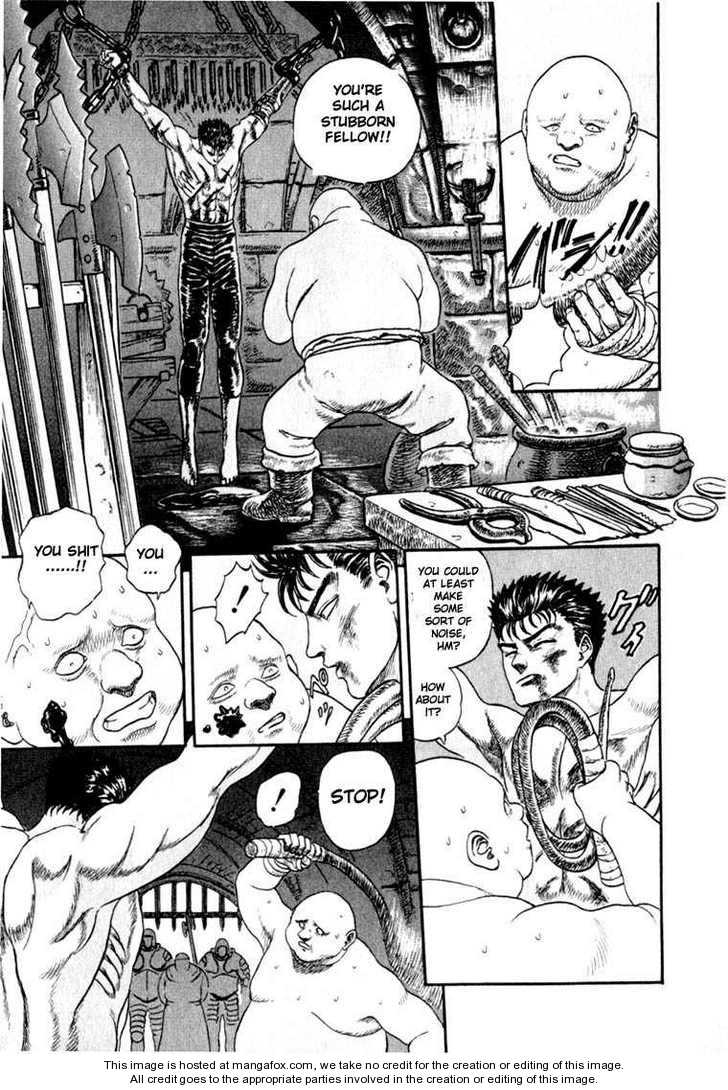 YOU'RE
SUCH A
STUBBORN
FELLOW!!
YOU COULD
AT LEAST
MAKE
SOME
SORT OF
NOISE,
HM?
HOW
ABOUT
IT?
!
YOU
...
YOU SHIT
......!!
STOP!
!
This image is hosted at mangafox.com, we take no credit for the creation or editing of this image.
All credit goes to the appropriate parties involved in the creation or editing of this image.